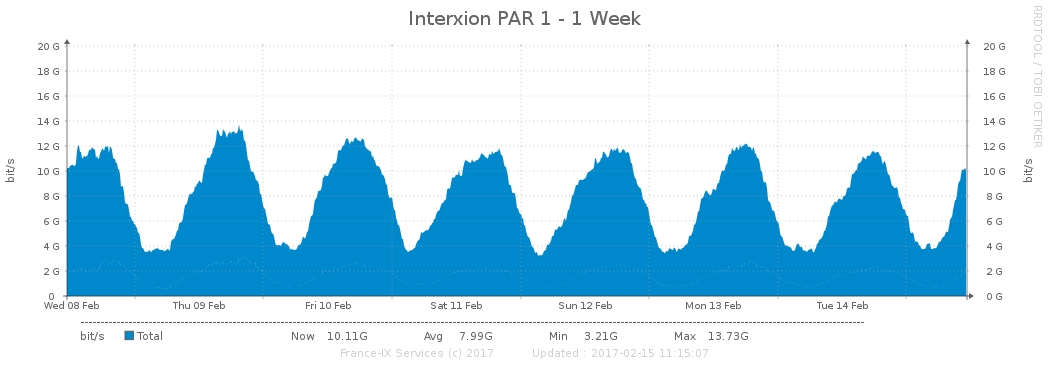 Interxion PAR 1 - 1 Week
RRDTOOL / TOBI OETIKER
20 G 20 G
18 G 18 G
16 G 16 G
14 G 14 G
12 G 12 G
10 G 10 G
8 G 8 G
6 G 6 G
4 G 4 G
2 G 2 G
0 0 G
bit/s
bit/s
Wed 08 Feb Thu 09 Feb Fri 10 Feb Sat 11 Feb Sun 12 Feb Mon 13 Feb Tue 14 Feb
bit/s Total Now 10.11G Avg 7.99G Min 3.21G Max 13.73G
France-IX Services (c) 2017 Updated : 2017-02-15 11:15:07